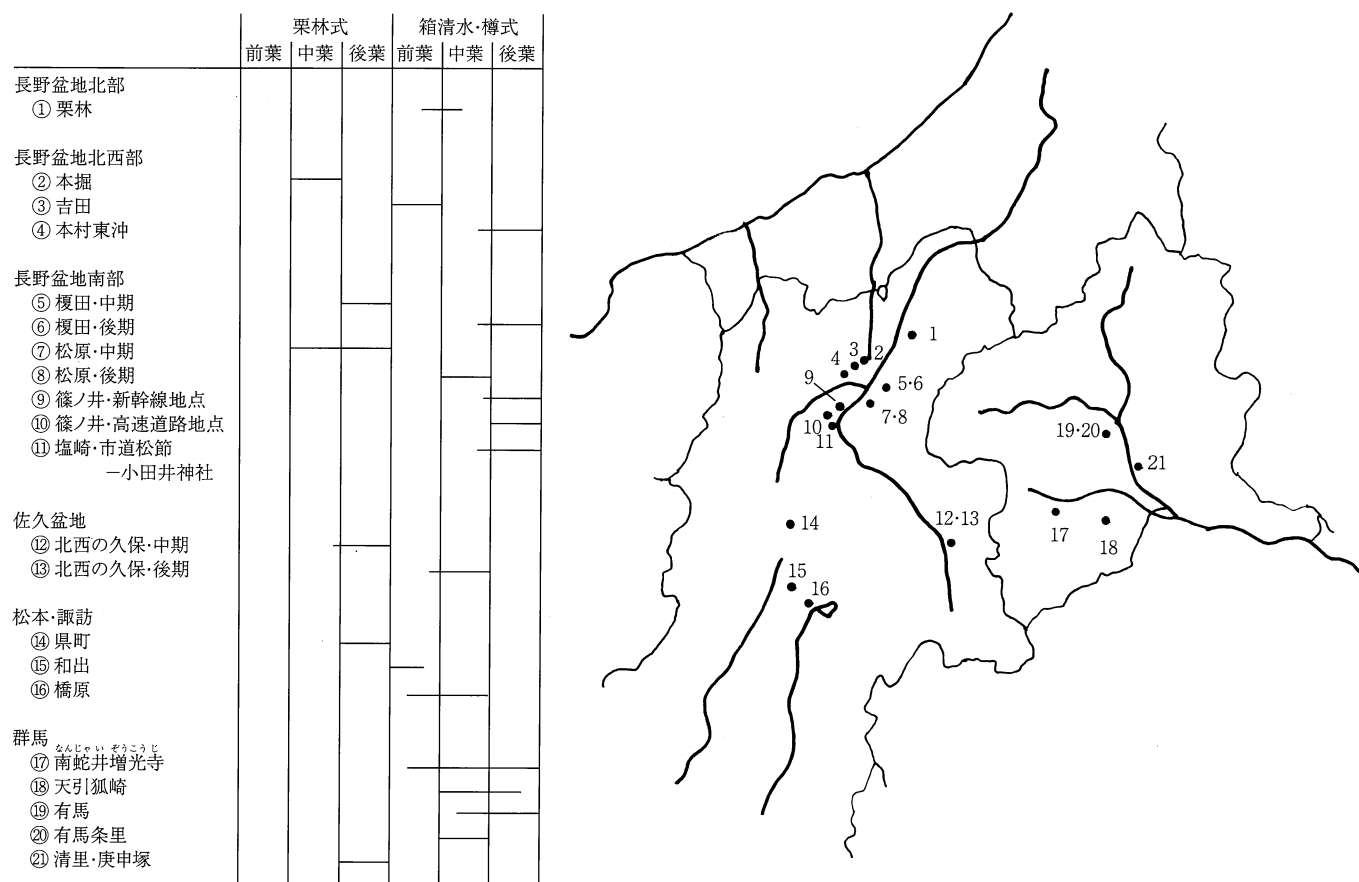 栗林式 箱清水・樽式
前葉 中葉 後葉 前葉 中葉 後葉
長野盆地北部
① 栗林
長野盆地北西部
② 本堀
③ 吉田
④ 本村東沖
長野盆地南部
⑤ 榎田・中期
⑥ 榎田・後期
⑦ 松原・中期
⑧ 松原・後期
⑨ 篠ノ井・新幹線地点
⑩ 篠ノ井・高速道路地点
⑪ 塩崎・市道松節
－小田井神社
佐久盆地
⑫ 北西の久保・中期
⑬ 北西の久保・後期
松本・諏訪
⑭ 県町
⑮ 和出
⑯ 橋原
群馬
なんじゃいぞうこうじ
⑰ 南蛇井増光寺
⑱ 天引狐崎
⑲ 有馬
⑳ 有馬条里
㉑ 清里・庚申塚
1
2
3
4
5・6
9
7・8
10
11
19・20
21
12・13
14
17
18
15
16